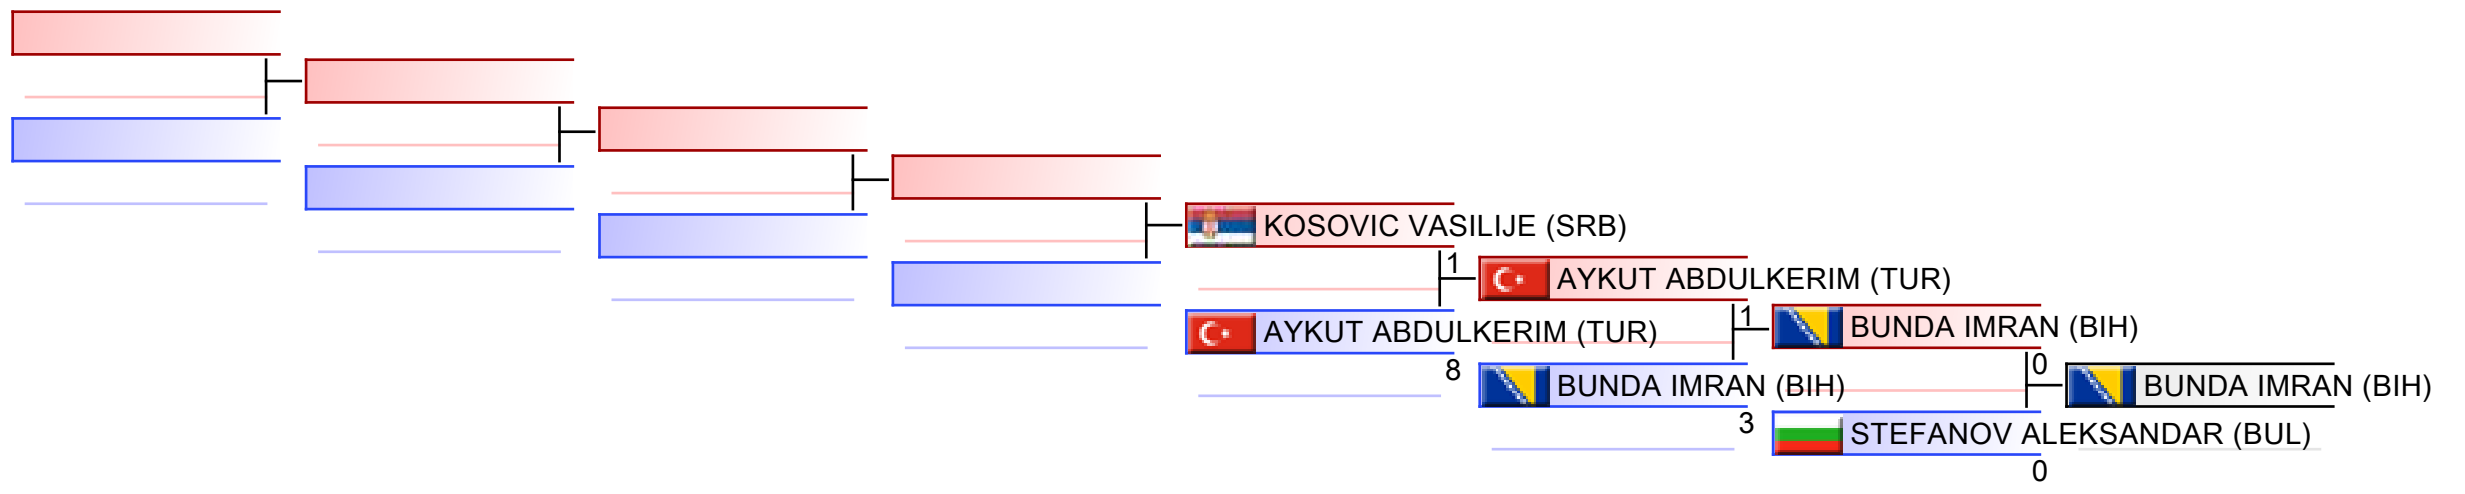 KOSOVIC VASILIJE (SRB)
1
AYKUT ABDULKERIM (TUR)
8
AYKUT ABDULKERIM (TUR)
1
BUNDA IMRAN (BIH)
3
BUNDA IMRAN (BIH)
0
STEFANOV ALEKSANDAR (BUL)
0
BUNDA IMRAN (BIH)